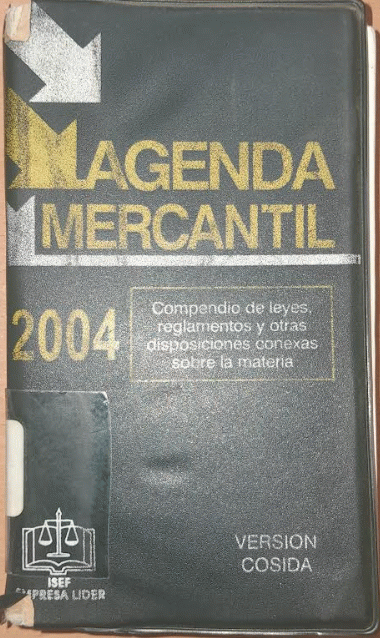 AGENDA
MERCANTIL
2004
Compendio de leyes,
reglamentos y otras
disposiciones conexas
sobre la materia
VERSION
COSIDA
ISEF
EMPRESA LIDER